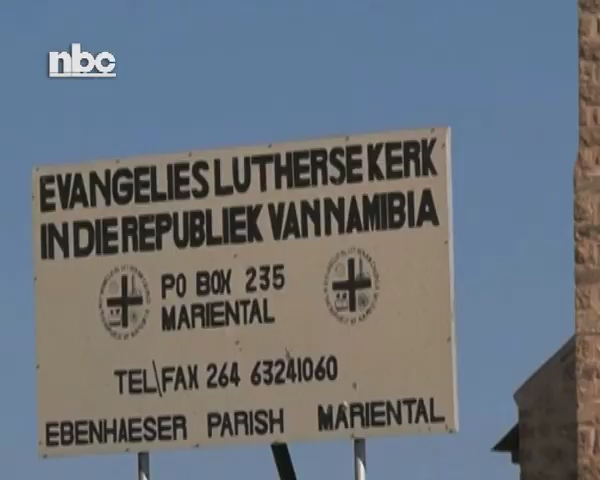 nbc
EVANGELIES LUTHERSE KERK
IN DIE REPUBLIEK VAN NAMIBIA
PO BOX 235
MARIENTAL
TEL\FAX 264 63241060
EBENHAESER PARISH MARIENTAL